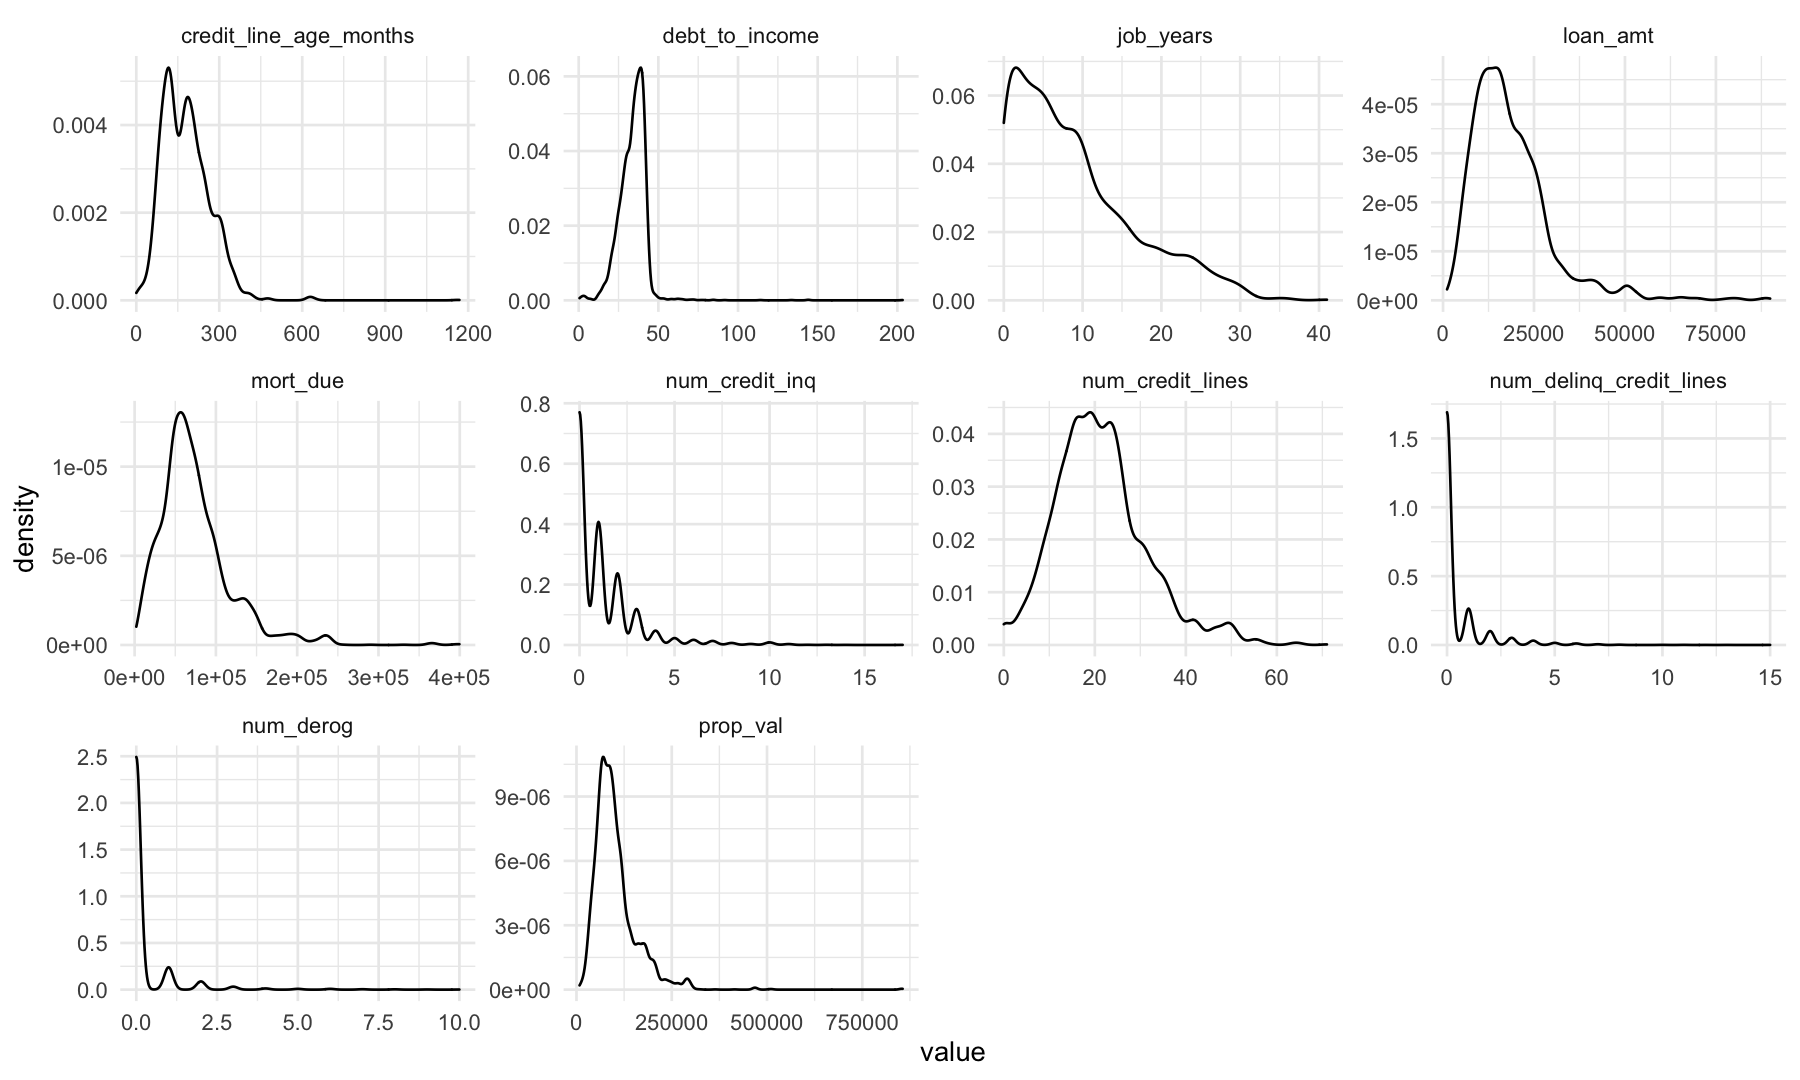 credit_line_age_months
debt_to_income
job_years
loan_amt
0.004
0.002
0.000
0 300 600 900 1200
0.06
0.04
0.02
0.00
0 50 100 150 200
0.06
0.04
0.02
0.00
0 10 20 30 40
4e-05
3e-05
2e-05
1e-05
0e+00
0 25000 50000 75000
mort_due
num_credit_inq
num_credit_lines
num_delinq_credit_lines
1e-05
5e-06
0e+00
0e+00 1e+05 2e+05 3e+05 4e+05
0.8
0.6
0.4
0.2
0.0
0 5 10 15
0.04
0.03
0.02
0.01
0.00
0 20 40 60
1.5
1.0
0.5
0.0
0 5 10 15
num_derog
prop_val
2.5
2.0
1.5
1.0
0.5
0.0
0.0 2.5 5.0 7.5 10.0
9e-06
6e-06
3e-06
0e+00
0 250000 500000 750000
density
value